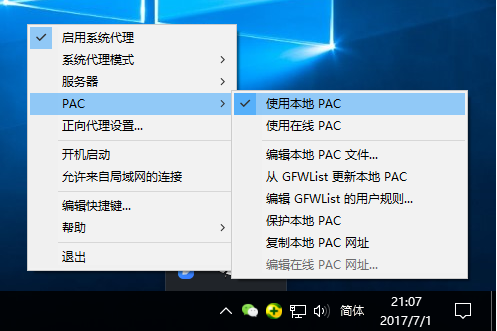 启用系统代理
系统代理模式
服务器
PAC
正向代理设置...
开机启动
允许来自局域网的连接
编辑快捷键...
帮助
退出
使用本地 PAC
使用在线 PAC
编辑本地 PAC 文件...
从 GFWList 更新本地 PAC
编辑 GFWList 的用户规则...
保护本地 PAC
复制本地 PAC 网址
编辑在线 PAC 网址...
简体
21:07
2017/7/1